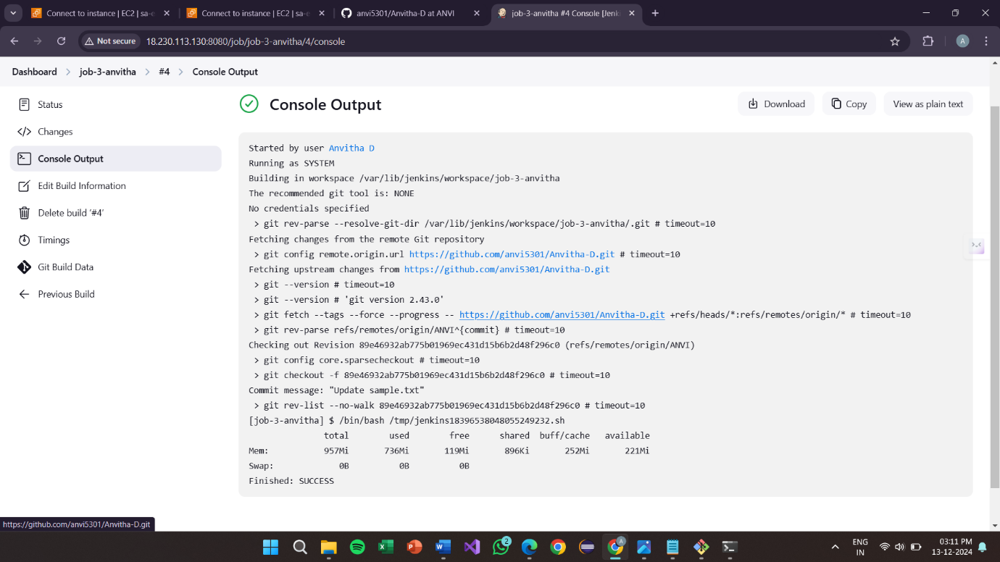 Connect to instance | EC2 | sa-e
Connect to instance | EC2 | sa-e
anvi5301/Anvitha-D at ANVI
job-3-anvitha #4 Console [Jenk
Not secure
18.230.113.130:8080/job/job-3-anvitha/4/console
A
Dashboard > job-3-anvitha > #4 > Console Output
Status
Changes
Console Output
Edit Build Information
Delete build '#4'
Timings
Git Build Data
Previous Build
Console Output
Download
Copy
View as plain text
Started by user Anvitha D
Running as SYSTEM
Building in workspace /var/lib/jenkins/workspace/job-3-anvitha
The recommended git tool is: NONE
No credentials specified
 > git rev-parse --resolve-git-dir /var/lib/jenkins/workspace/job-3-anvitha/.git # timeout=10
Fetching changes from the remote Git repository
 > git config remote.origin.url https://github.com/anvi5301/Anvitha-D.git # timeout=10
Fetching upstream changes from https://github.com/anvi5301/Anvitha-D.git
 > git --version # timeout=10
 > git --version # 'git version 2.43.0'
 > git fetch --tags --force --progress -- https://github.com/anvi5301/Anvitha-D.git +refs/heads/*:refs/remotes/origin/* # timeout=10
 > git rev-parse refs/remotes/origin/ANVI^{commit} # timeout=10
Checking out Revision 89e46932ab775b01969ec431d15b6b2d48f296c0 (refs/remotes/origin/ANVI)
 > git config core.sparsecheckout # timeout=10
 > git checkout -f 89e46932ab775b01969ec431d15b6b2d48f296c0 # timeout=10
Commit message: "Update sample.txt"
 > git rev-list --no-walk 89e46932ab775b01969ec431d15b6b2d48f296c0 # timeout=10
[job-3-anvitha] $ /bin/bash /tmp/jenkins18396538048055249232.sh
total used free shared buff/cache available
Mem: 957Mi 736Mi 119Mi 896Ki 252Mi 221Mi
Swap: 0B 0B 0B
Finished: SUCCESS
https://github.com/anvi5301/Anvitha-D.git
2
A
ENG
IN
03:11 PM
13-12-2024